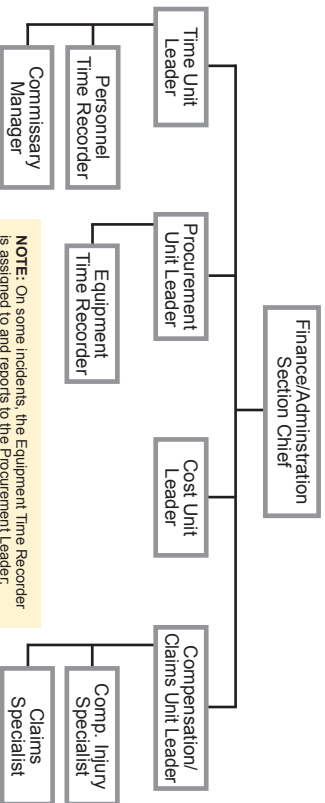 Finance/Adminstration
Section Chief
Time Unit
Leader
Personnel
Time Recorder
Commissary
Manager
Procurement
Unit Leader
Equipment
Time Recorder
Cost Unit
Leader
Compensation/
Claims Unit Leader
Comp. Injury
Specialist
Claims
Specialist
NOTE: On some incidents, the Equipment Time Recorder
is assigned to and reports to the Procurement Leader.